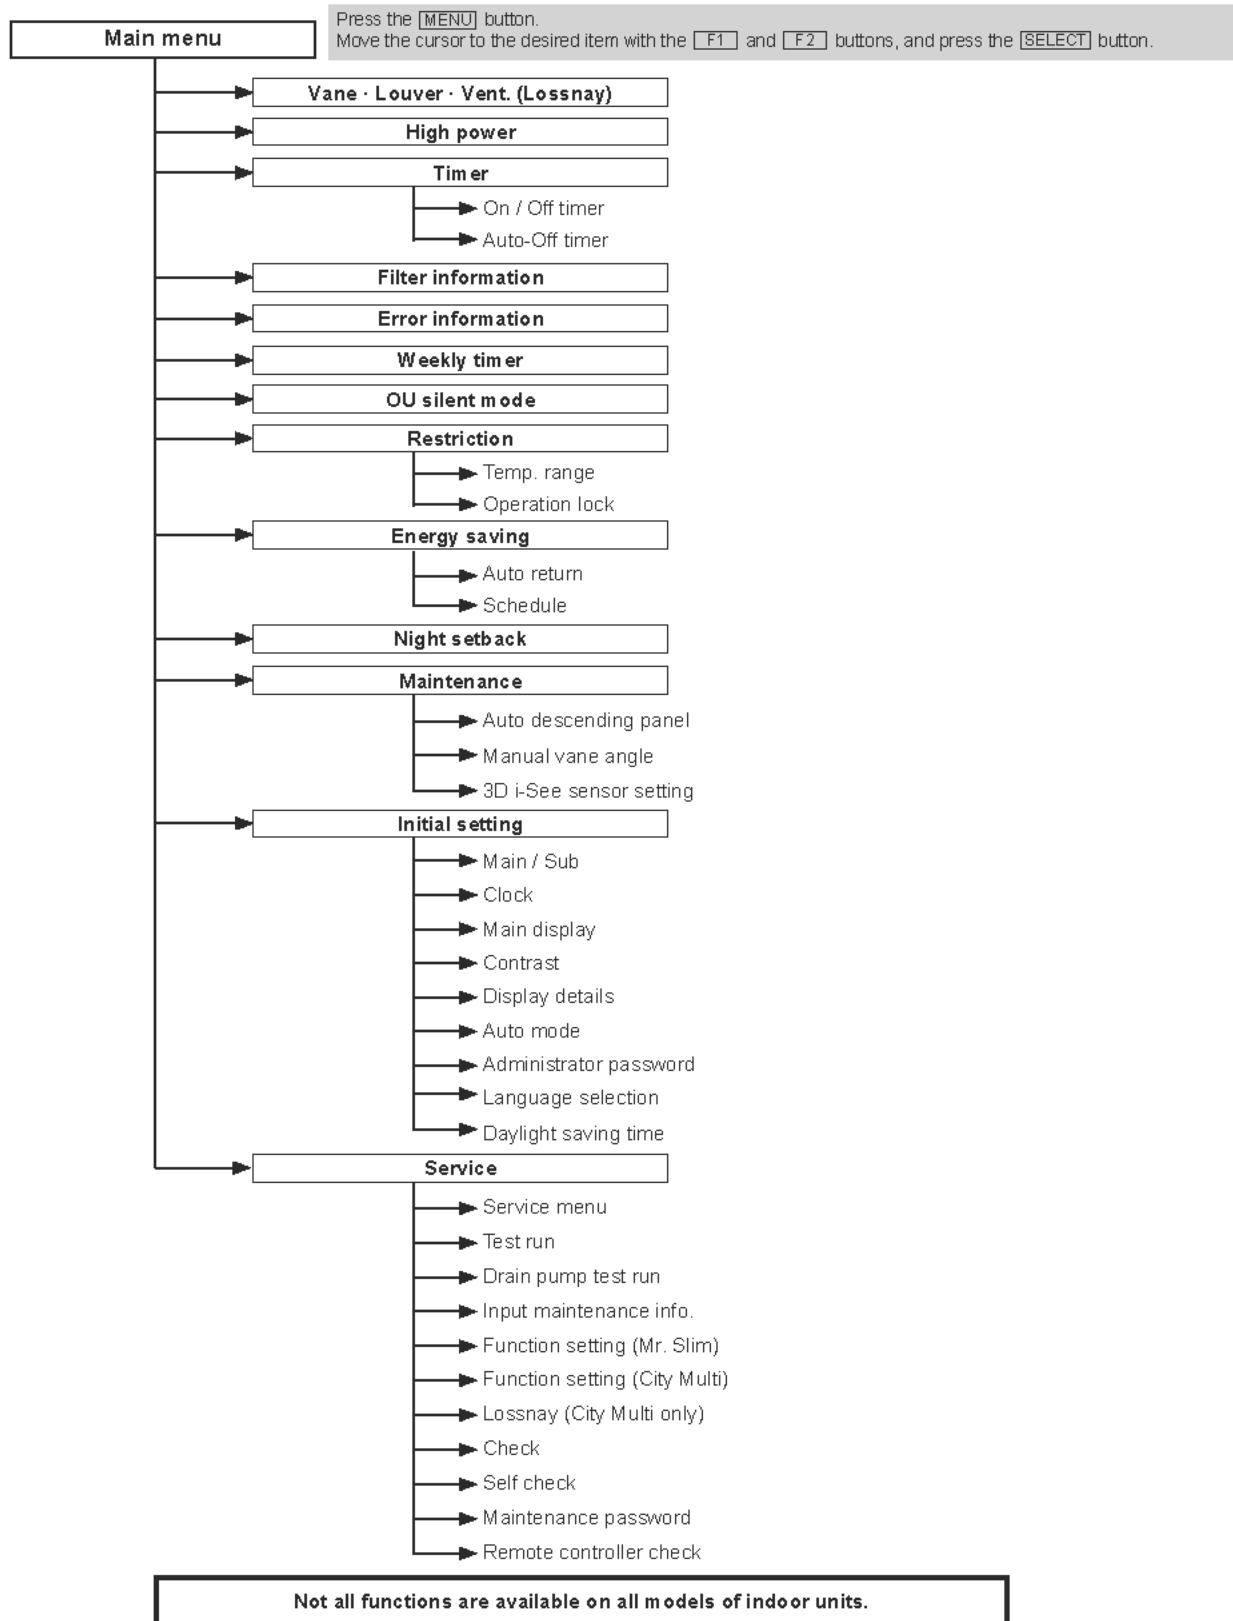 Main menu
Press the MENU button.
Move the cursor to the desired item with the F1 and F2 buttons, and press the SELECT button.
Vane · Louver · Vent. (Lossnay)
High power
Timer
On / Off timer
Auto-Off timer
Filter information
Error information
Weekly timer
OU silent mode
Restriction
Temp. range
Operation lock
Energy saving
Auto return
Schedule
Night setback
Maintenance
Auto descending panel
Manual vane angle
3D i-See sensor setting
Initial setting
Main / Sub
Clock
Main display
Contrast
Display details
Auto mode
Administrator password
Language selection
Daylight saving time
Service
Service menu
Test run
Drain pump test run
Input maintenance info.
Function setting (Mr. Slim)
Function setting (City Multi)
Lossnay (City Multi only)
Check
Self check
Maintenance password
Remote controller check
Not all functions are available on all models of indoor units.